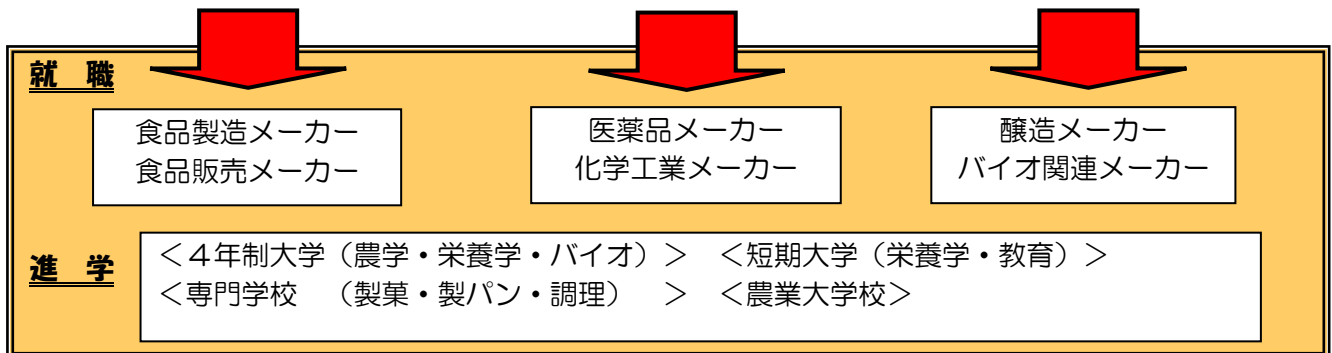 就　職
食品製造メーカー
食品販売メーカー
医薬品メーカー
化学工業メーカー
醸造メーカー
バイオ関連メーカー
進　学
＜４年制大学（農学・栄養学・バイオ）＞　＜短期大学（栄養学・教育）＞
＜専門学校　（製菓・製パン・調理）　＞　＜農業大学校＞